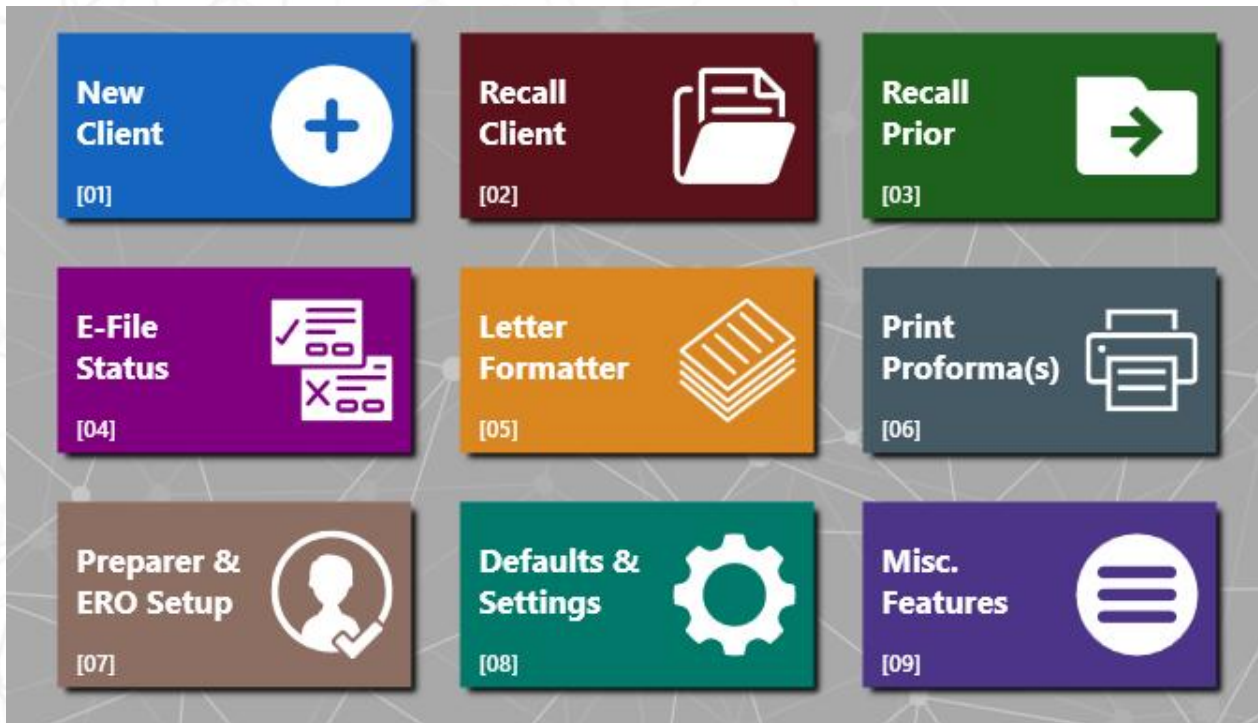 New
Client
[01]
Recall
Client
[02]
Recall
Prior
[03]
E-File
Status
[04]
Letter
Formatter
[05]
Print
Proforma(s)
[06]
Preparer &
ERO Setup
[07]
Defaults &
Settings
[08]
Misc.
Features
[09]